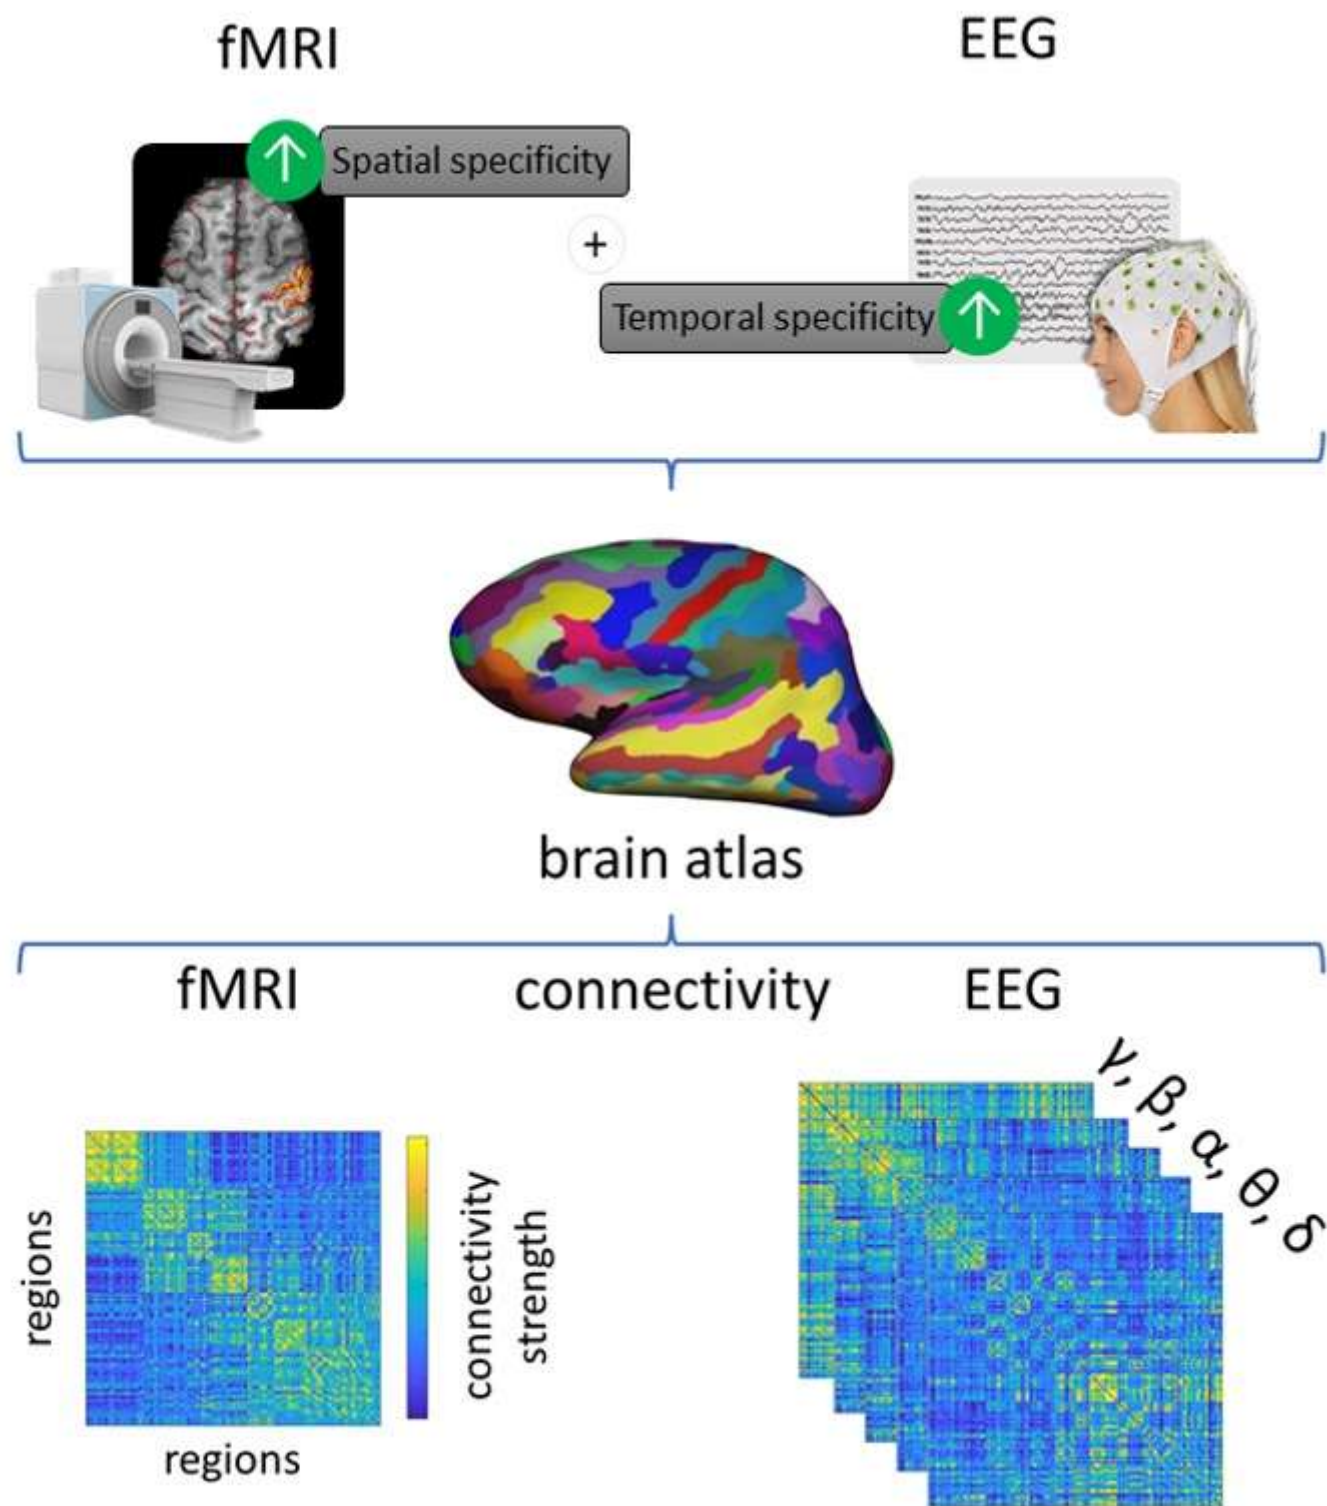 fMRI
EEG
Spatial specificity
+
Temporal specificity
brain atlas
fMRI
connectivity
EEG
γ, β, α, θ, δ
regions
connectivity
strength
regions